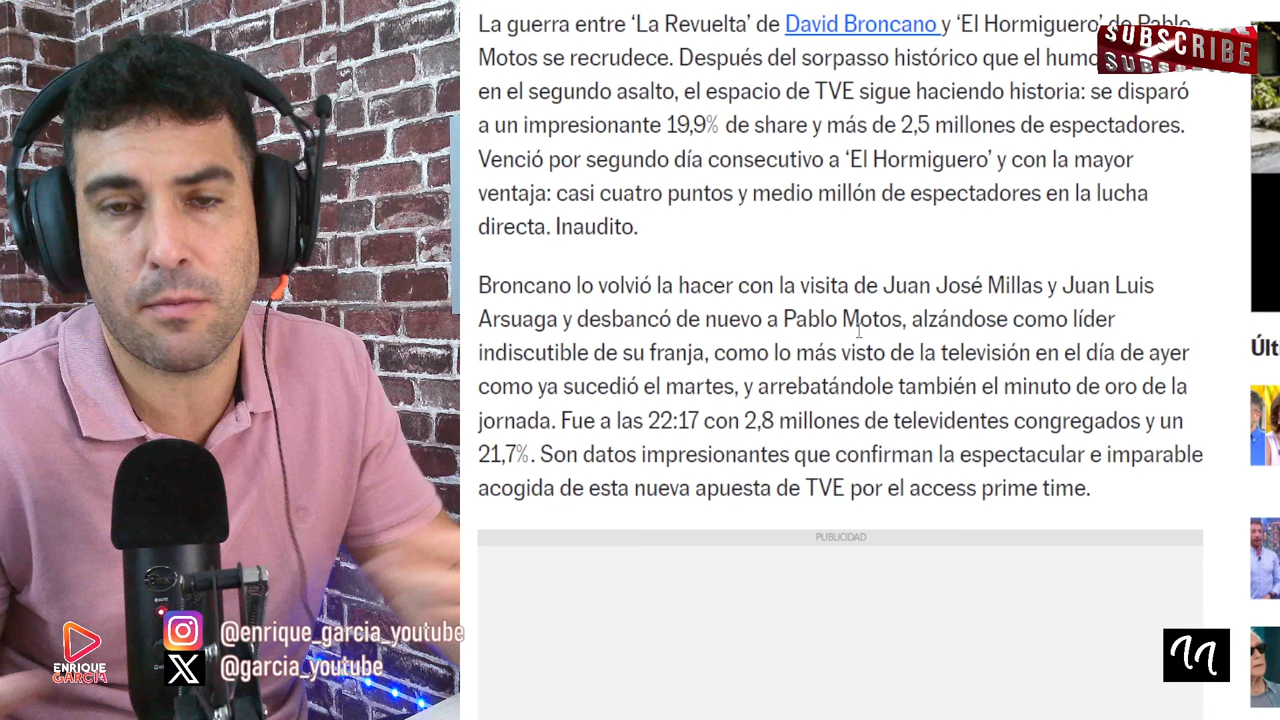 La guerra entre ‘La Revuelta’ de David Broncano y ‘El Hormiguero’ de Pablo
Motos se recrudece. Después del sorpasso histórico que el
en el segundo asalto, el espacio de TVE sigue haciendo historia: se disparó
a un impresionante 19,9% de share y más de 2,5 millones de espectadores.
Venció por segundo día consecutivo a ‘El Hormiguero’ y con la mayor
ventaja: casi cuatro puntos y medio millón de espectadores en la lucha
directa. Inaudito.
Broncano lo volvió la hacer con la visita de Juan José Millas y Juan Luis
Arsuaga y desbancó de nuevo a Pablo Motos, alzándose como líder
indiscutible de su franja, como lo más visto de la televisión en el día de ayer
como ya sucedió el martes, y arrebatándole también el minuto de oro de la
jornada. Fue a las 22:17 con 2,8 millones de televidentes congregados y un
21,7%. Son datos impresionantes que confirman la espectacular e imparable
acogida de esta nueva apuesta de TVE por el access prime time.
PUBLICIDAD
SUBSCRIBE
SUBSCRIBE
@enrique_garcia_youtube
@garcia_youtube
ENRIQUE
GARCIA